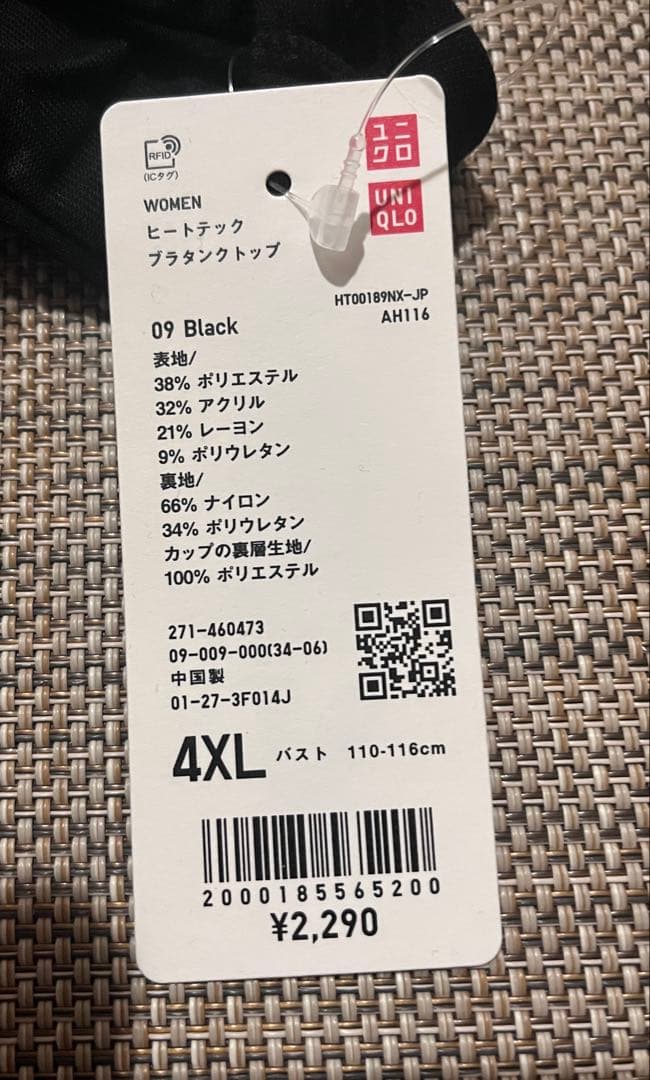 ユニ
クロ
UNI
QLO
RFID
(ICタグ)
WOMEN
ヒートテック
ブラタンクトップ
HT00189NX-JP
AH116
09 Black
表地/
38% ポリエステル
32% アクリル
21% レーヨン
9% ポリウレタン
裏地/
66% ナイロン
34% ポリウレタン
カップの裏層生地/
100% ポリエステル
271-460473
09-009-000(34-06)
中国製
01-27-3F014J
4XL バスト 110-116cm
2000185565200
¥2,290